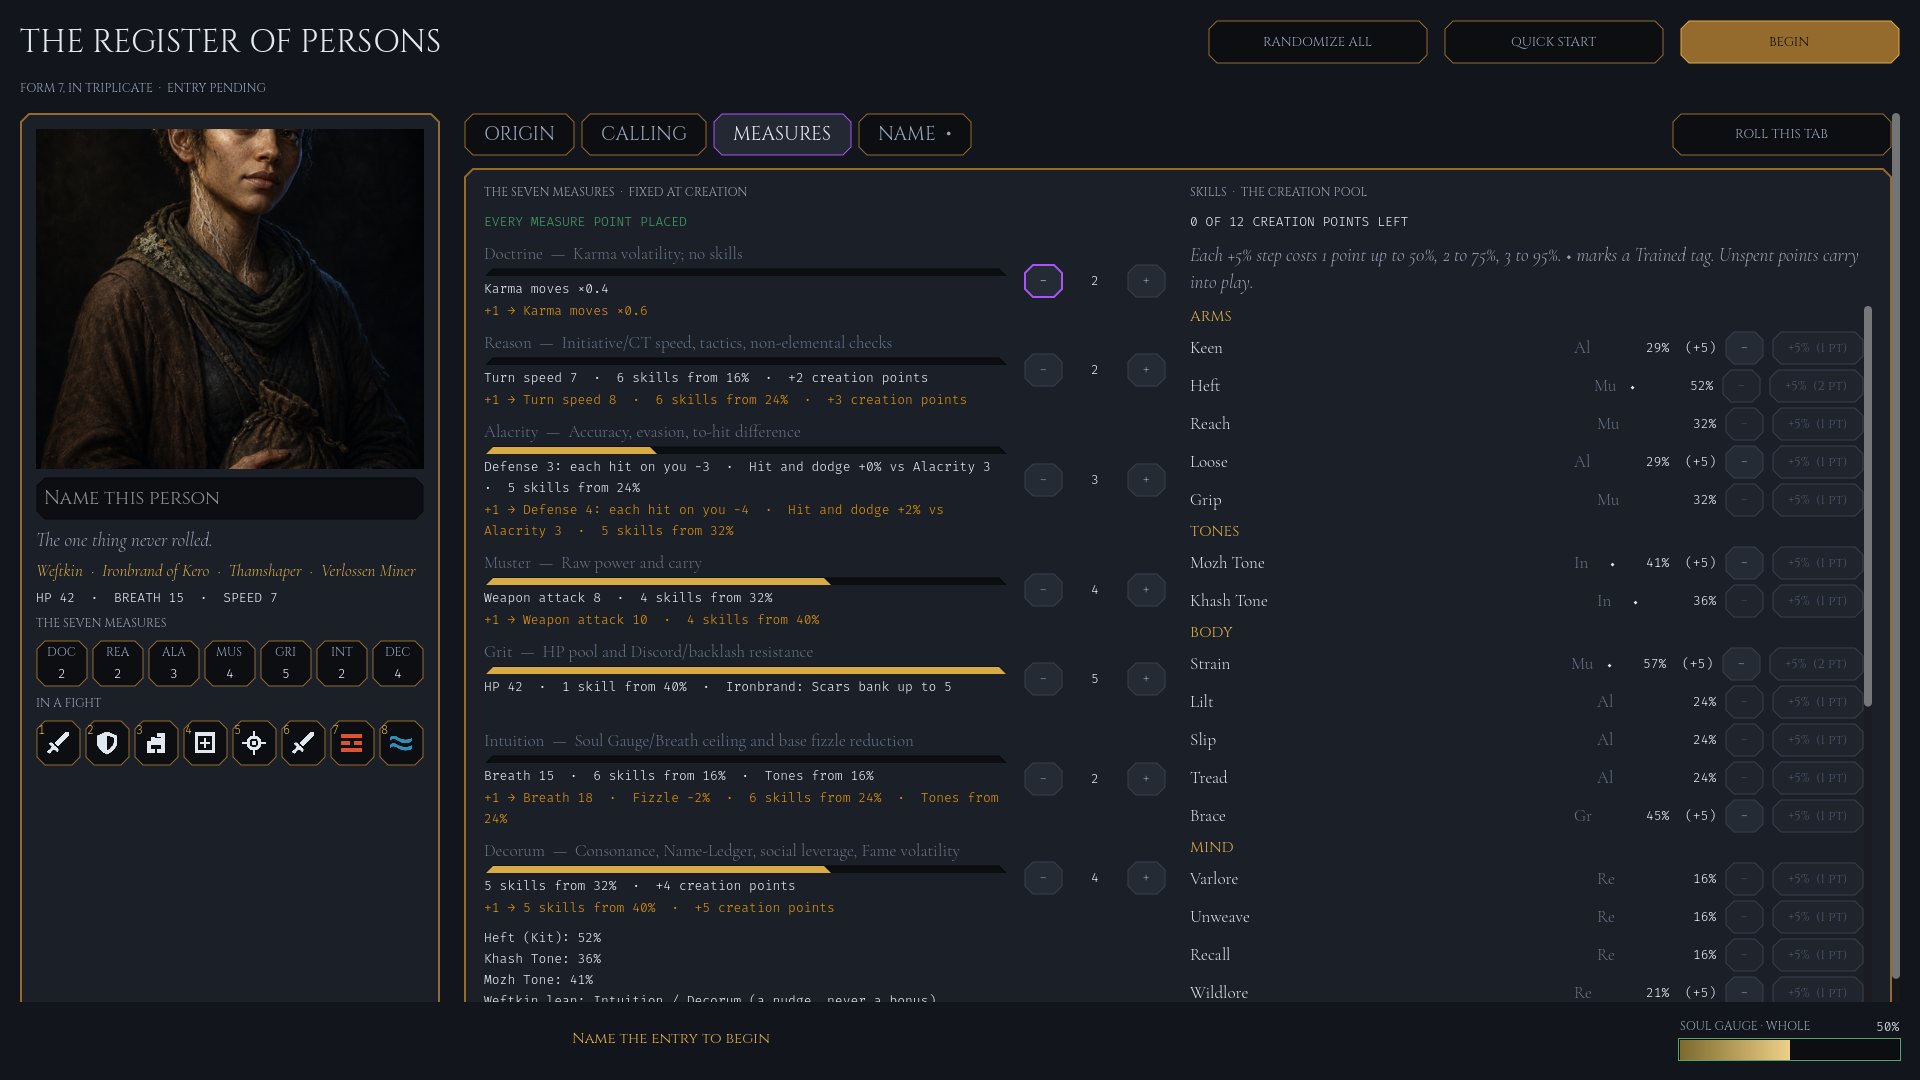 THE REGISTER OF PERSONS
RANDOMIZE ALL
QUICK START
BEGIN
FORM 7, IN TRIPLICATE · ENTRY PENDING
ORIGIN
CALLING
MEASURES
NAME •
ROLL THIS TAB
Name this person
The one thing never rolled.
Weftkin · Ironbrand of Kero · Thamshaper · Verlossen Miner
HP 42 · BREATH 15 · SPEED 7
THE SEVEN MEASURES
DOC REA ALA MUS GRI INT DEC
2 2 3 4 5 2 4
IN A FIGHT
1 2 3 4 5 6 7 8
THE SEVEN MEASURES · FIXED AT CREATION
EVERY MEASURE POINT PLACED
Doctrine — Karma volatility; no skills
− 2 +
Karma moves ×0.4
+1 → Karma moves ×0.6
Reason — Initiative/CT speed, tactics, non-elemental checks
− 2 +
Turn speed 7 · 6 skills from 16% · +2 creation points
+1 → Turn speed 8 · 6 skills from 24% · +3 creation points
Alacrity — Accuracy, evasion, to-hit difference
Defense 3: each hit on you −3 · Hit and dodge +0% vs Alacrity 3
· 5 skills from 24%
− 3 +
+1 → Defense 4: each hit on you −4 · Hit and dodge +2% vs
Alacrity 3 · 5 skills from 32%
Muster — Raw power and carry
− 4 +
Weapon attack 8 · 4 skills from 32%
+1 → Weapon attack 10 · 4 skills from 40%
Grit — HP pool and Discord/backlash resistance
− 5 +
HP 42 · 1 skill from 40% · Ironbrand: Scars bank up to 5
Intuition — Soul Gauge/Breath ceiling and base fizzle reduction
− 2 +
Breath 15 · 6 skills from 16% · Tones from 16%
+1 → Breath 18 · Fizzle −2% · 6 skills from 24% · Tones from
24%
Decorum — Consonance, Name-Ledger, social leverage, Fame volatility
− 4 +
5 skills from 32% · +4 creation points
+1 → 5 skills from 40% · +5 creation points
Heft (Kit): 52%
Khash Tone: 36%
Mozh Tone: 41%
Weftkin lean: Intuition / Decorum (a nudge, never a bonus)
SKILLS · THE CREATION POOL
0 OF 12 CREATION POINTS LEFT
Each +5% step costs 1 point up to 50%, 2 to 75%, 3 to 95%. • marks a Trained tag. Unspent points carry
into play.
ARMS
Keen Al 29% (+5) − +5% (1 PT)
Heft Mu • 52% − +5% (2 PT)
Reach Mu 32% − +5% (1 PT)
Loose Al 29% (+5) − +5% (1 PT)
Grip Mu 32% − +5% (1 PT)
TONES
Mozh Tone In • 41% (+5) − +5% (1 PT)
Khash Tone In • 36% − +5% (1 PT)
BODY
Strain Mu • 57% (+5) − +5% (2 PT)
Lilt Al 24% − +5% (1 PT)
Slip Al 24% − +5% (1 PT)
Tread Al 24% − +5% (1 PT)
Brace Gr 45% (+5) − +5% (1 PT)
MIND
Varlore Re 16% − +5% (1 PT)
Unweave Re 16% − +5% (1 PT)
Recall Re 16% − +5% (1 PT)
Wildlore Re 21% (+5) − +5% (1 PT)
Name the entry to begin
SOUL GAUGE · WHOLE 50%